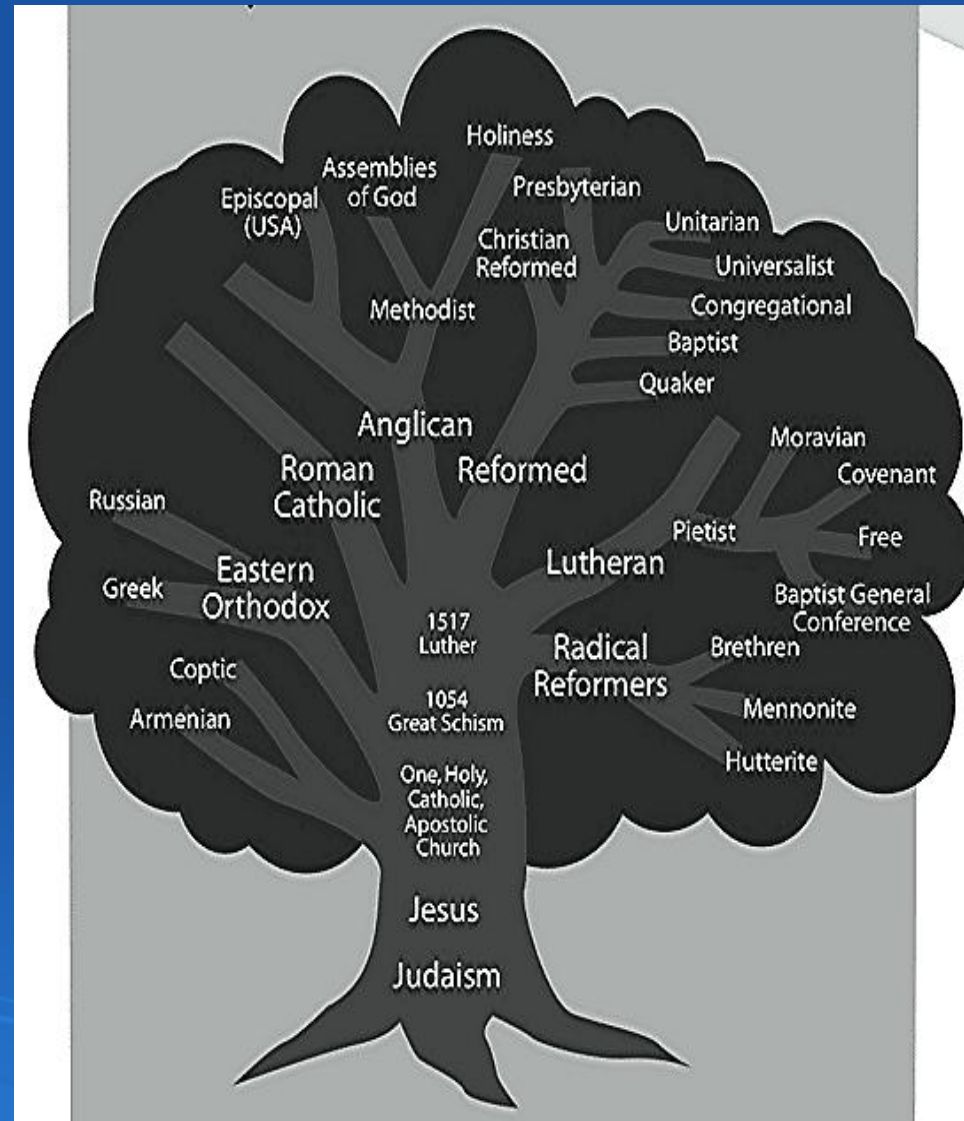 Holiness
Assemblies
of God
Presbyterian
Episcopal
(USA)
Unitarian
Christian
Reformed
Universalist
Methodist
Congregational
Baptist
Quaker
Anglican
Moravian
Roman
Catholic
Reformed
Covenant
Russian
Pietist
Free
Lutheran
Eastern
Orthodox
Greek
Baptist General
Conference
1517
Luther
Radical
Reformers
Brethren
Coptic
Armenian
1054
Great Schism
Mennonite
Hutterite
One, Holy,
Catholic,
Apostolic
Church
Jesus
Judaism